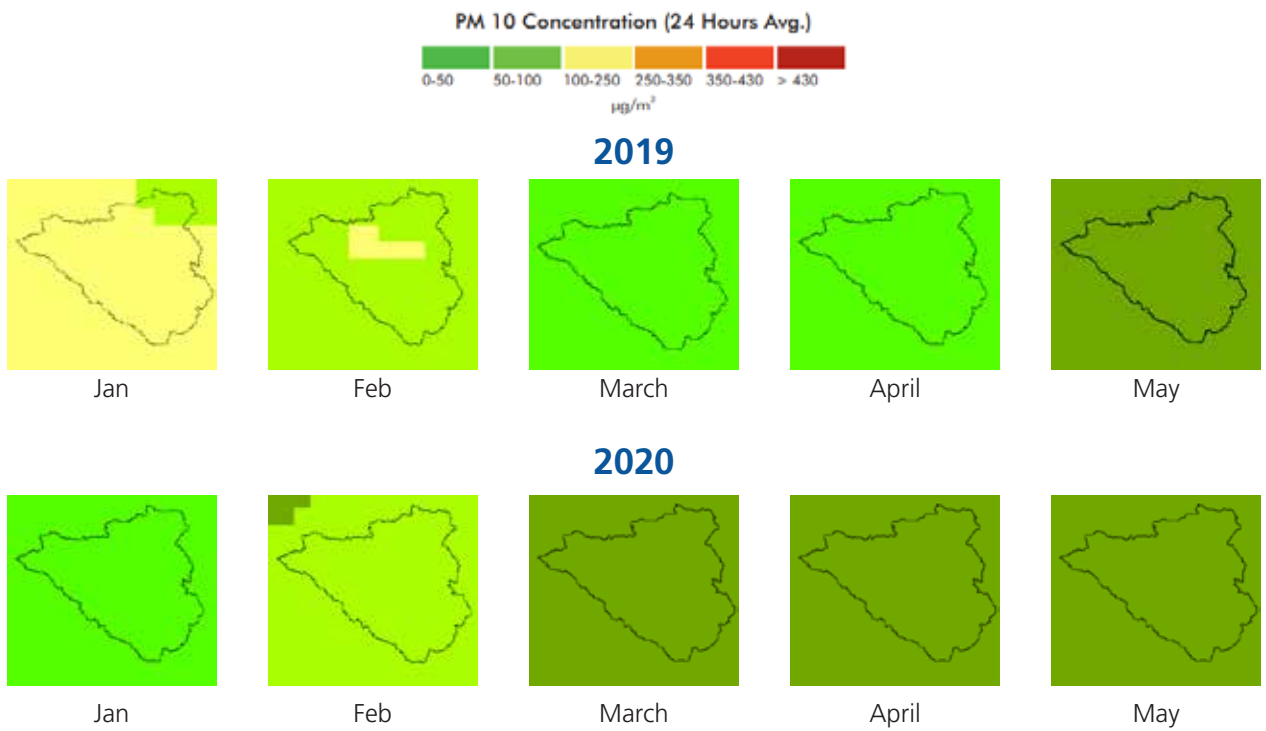 PM 10 Concentration (24 Hours Avg.)
0-50 50-100 100-250 250-350 350-430 > 430
µg/m³
2019
Jan Feb March April May
2020
Jan Feb March April May